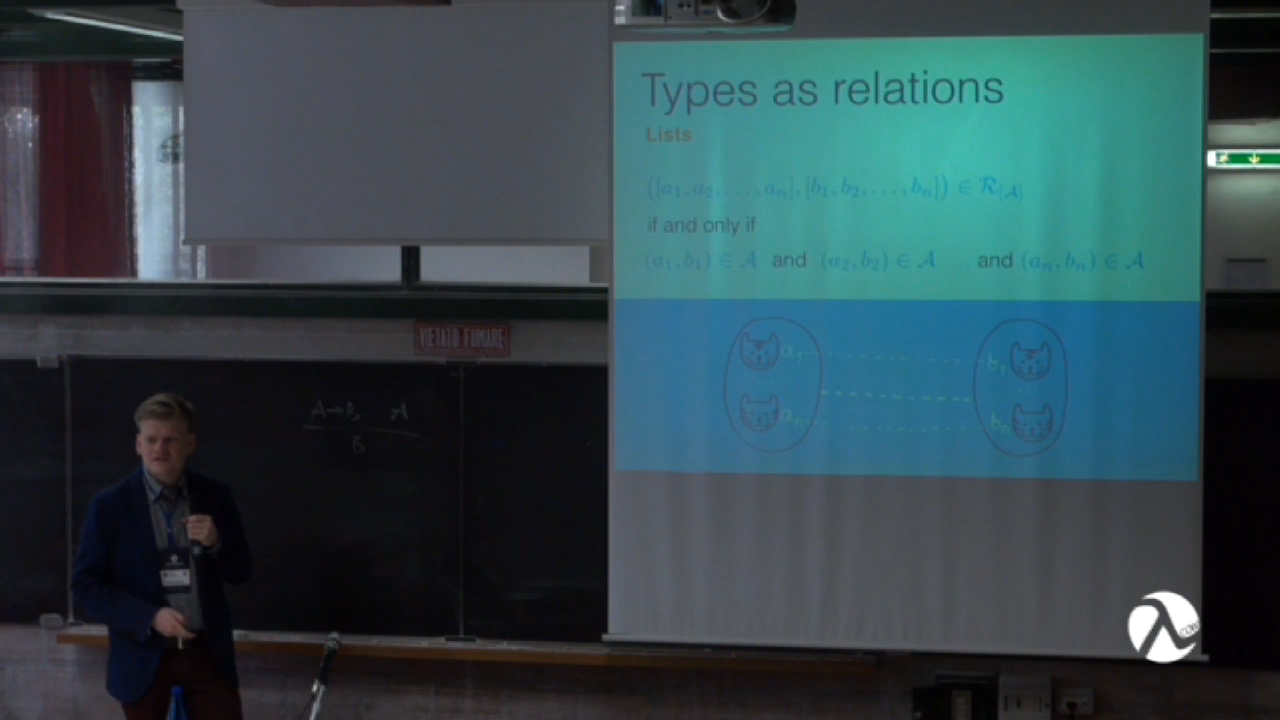 Types as relations
Lists
([a₁, a₂, . . . , aₙ], [b₁, b₂, . . . , bₙ]) ∈ 𝓡[𝓐]
if and only if
(a₁, b₁) ∈ 𝓐 and (a₂, b₂) ∈ 𝓐 ... and (aₙ, bₙ) ∈ 𝓐
a₁ b₁
... ...
aₙ bₙ
VIETATO FUMARE
A→B A
B
λ
CON